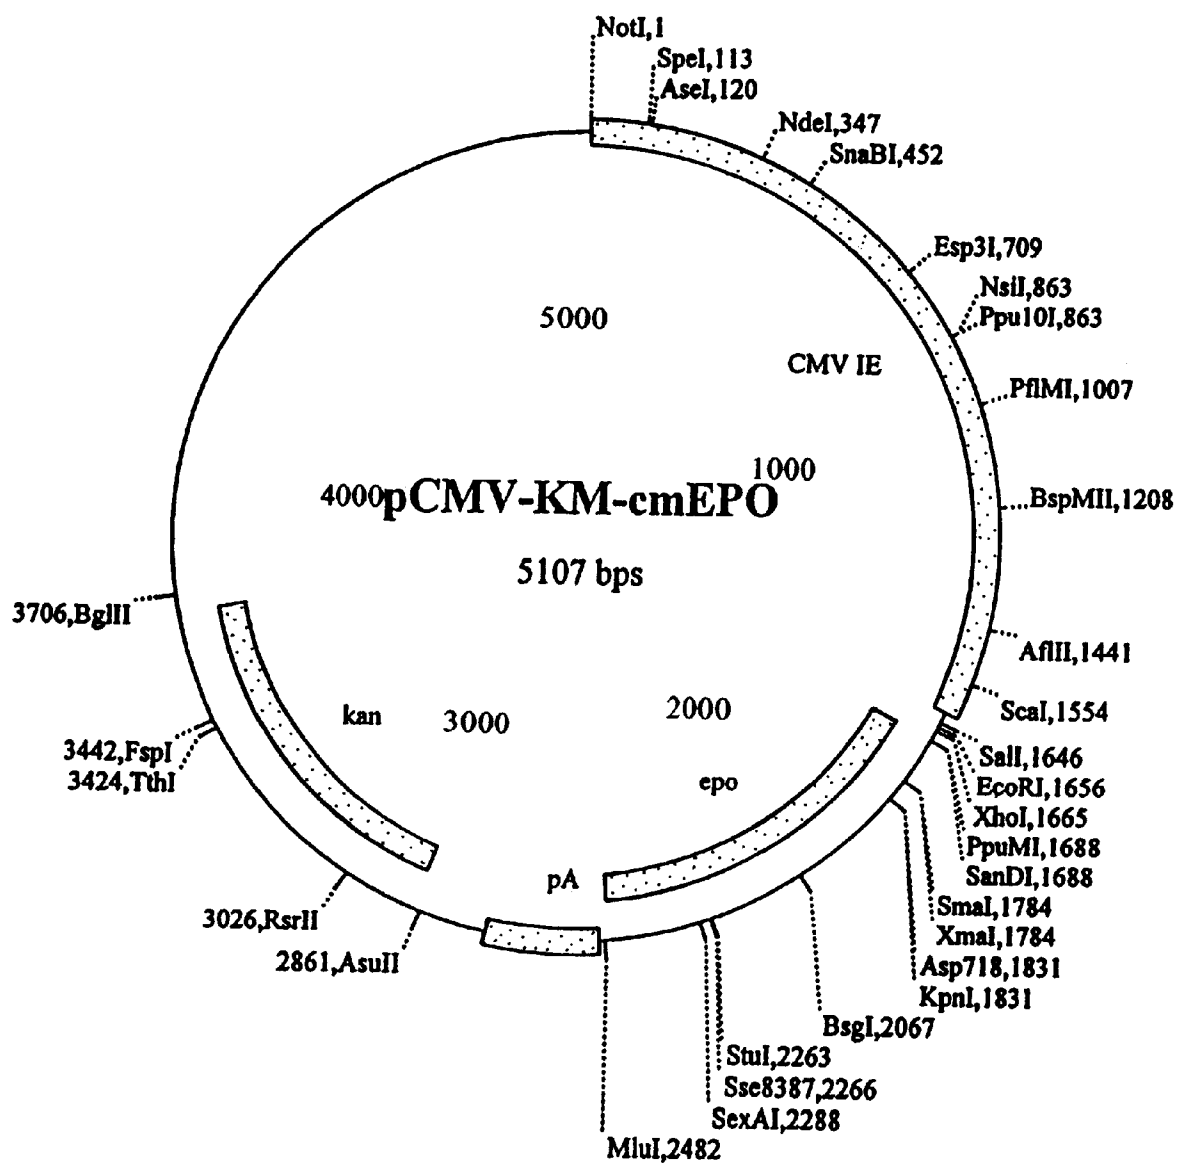 NotI,1
SpeI,113
AseI,120
NdeI,347
SnaBI,452
Esp3I,709
NsiI,863
Ppu10I,863
5000
CMV IE
PflMI,1007
1000
4000
pCMV-KM-cmEPO
BspMII,1208
5107 bps
3706,BglII
AflII,1441
ScaI,1554
kan
3000
2000
3442,FspI
3424,TthI
epo
SalI,1646
EcoRI,1656
XhoI,1665
PpuMI,1688
SanDI,1688
pA
SmaI,1784
XmaI,1784
3026,RsrII
2861,AsuII
Asp718,1831
KpnI,1831
BsgI,2067
StuI,2263
Sse8387,2266
SexAI,2288
MluI,2482